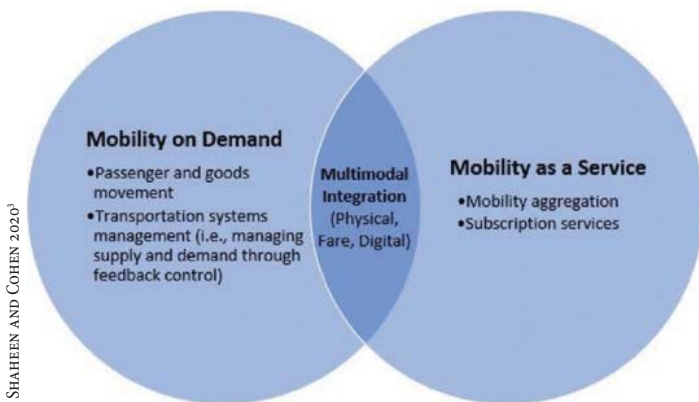 Mobility on Demand
•Passenger and goods
movement
•Transportation systems
management (i.e., managing
supply and demand through
feedback control)
Multimodal
Integration
(Physical,
Fare, Digital)
Mobility as a Service
•Mobility aggregation
•Subscription services
SHAHEEN AND COHEN 2020³